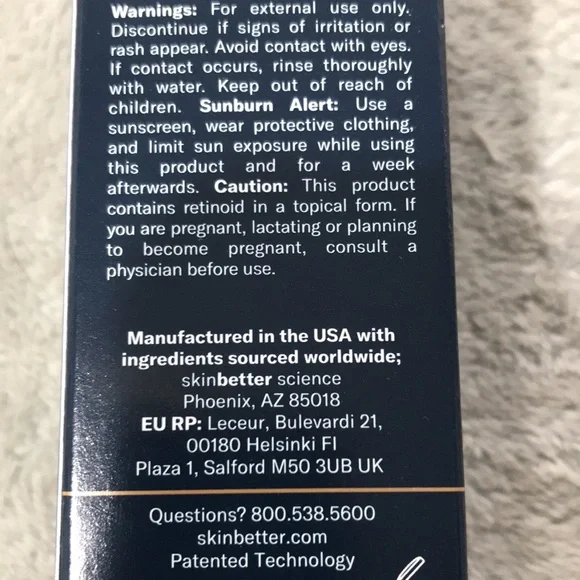 Warnings: For external use only.
Discontinue if signs of irritation or
rash appear. Avoid contact with eyes.
If contact occurs, rinse thoroughly
with water. Keep out of reach of
children. Sunburn Alert: Use a
sunscreen, wear protective clothing,
and limit sun exposure while using
this product and for a week
afterwards. Caution: This product
contains retinoid in a topical form. If
you are pregnant, lactating or planning
to become pregnant, consult a
physician before use.
Manufactured in the USA with
ingredients sourced worldwide;
skinbetter science
Phoenix, AZ 85018
EU RP: Leceur, Bulevardi 21,
00180 Helsinki FI
Plaza 1, Salford M50 3UB UK
Questions? 800.538.5600
skinbetter.com
Patented Technology